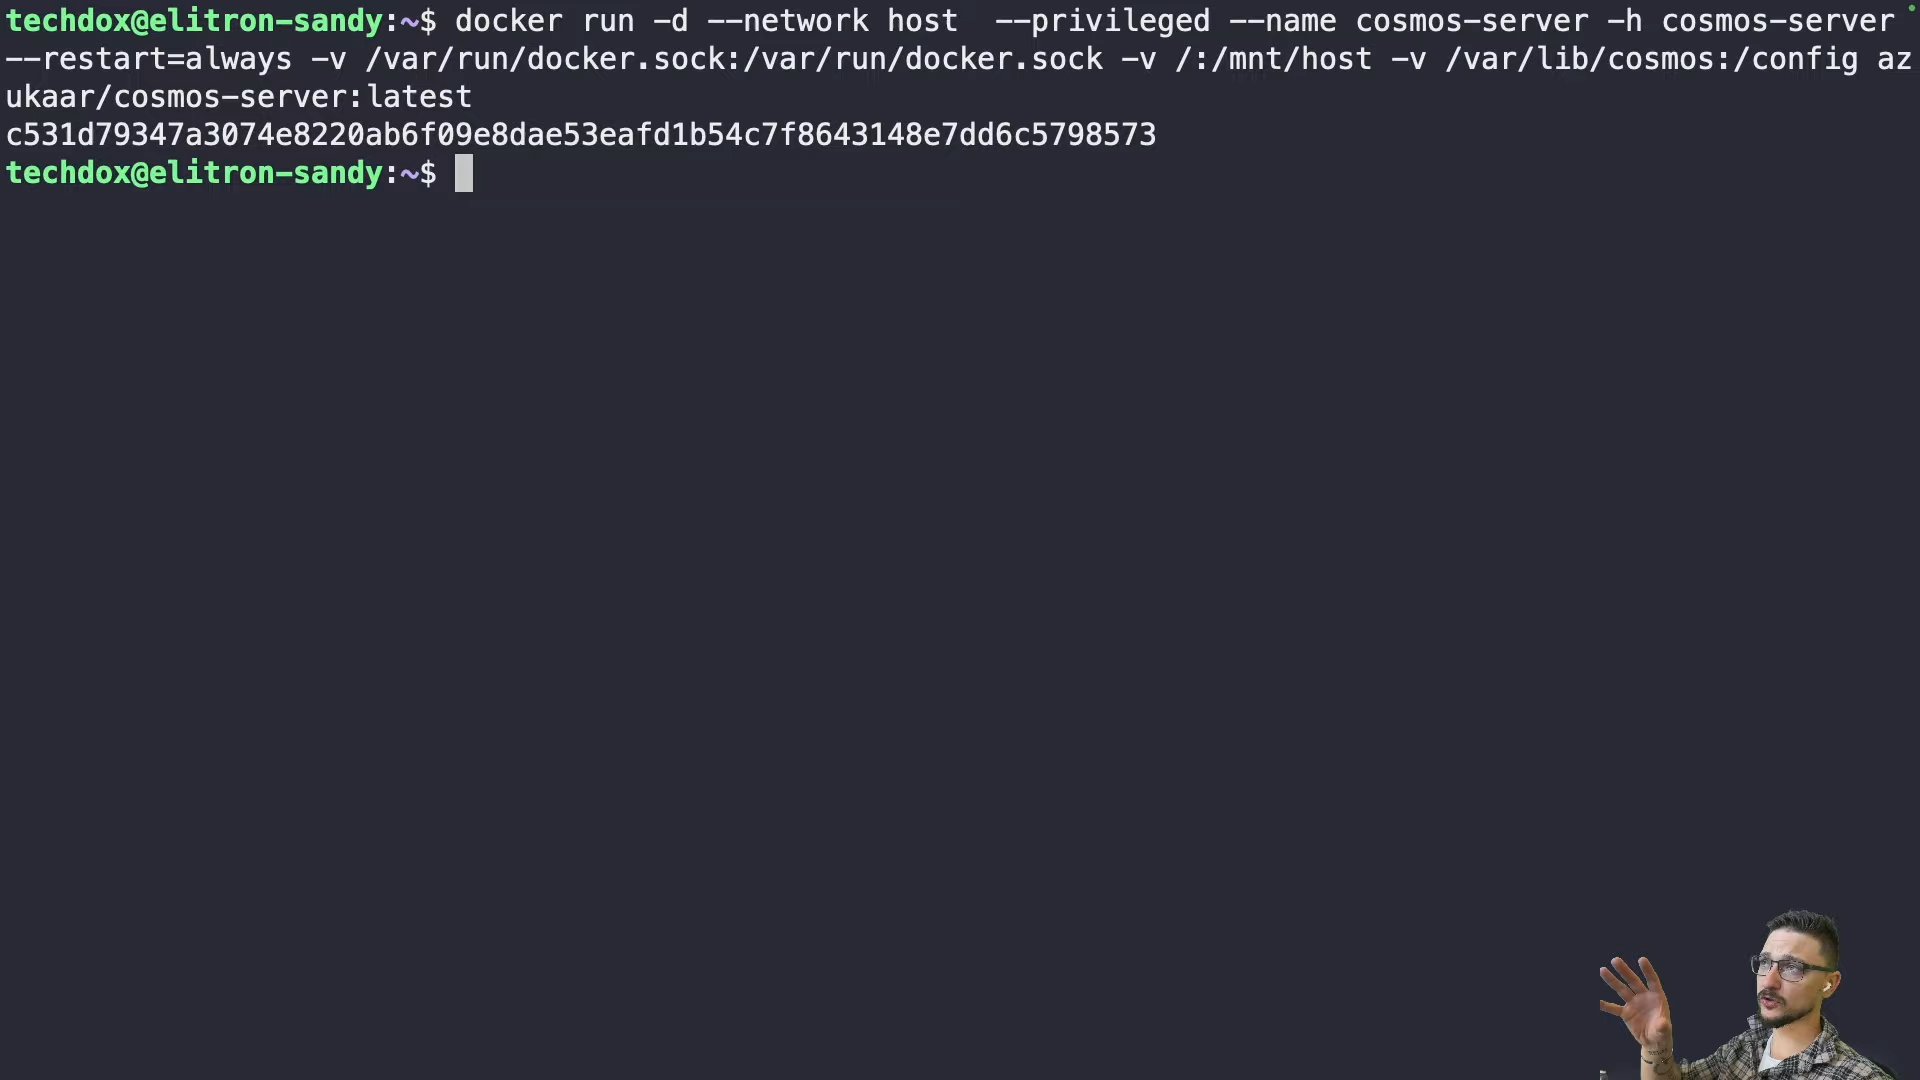 techdox@elitron-sandy:~$ docker run -d --network host  --privileged --name cosmos-server -h cosmos-server
--restart=always -v /var/run/docker.sock:/var/run/docker.sock -v /:/mnt/host -v /var/lib/cosmos:/config az
ukaar/cosmos-server:latest
c531d79347a3074e8220ab6f09e8dae53eafd1b54c7f8643148e7dd6c5798573
techdox@elitron-sandy:~$